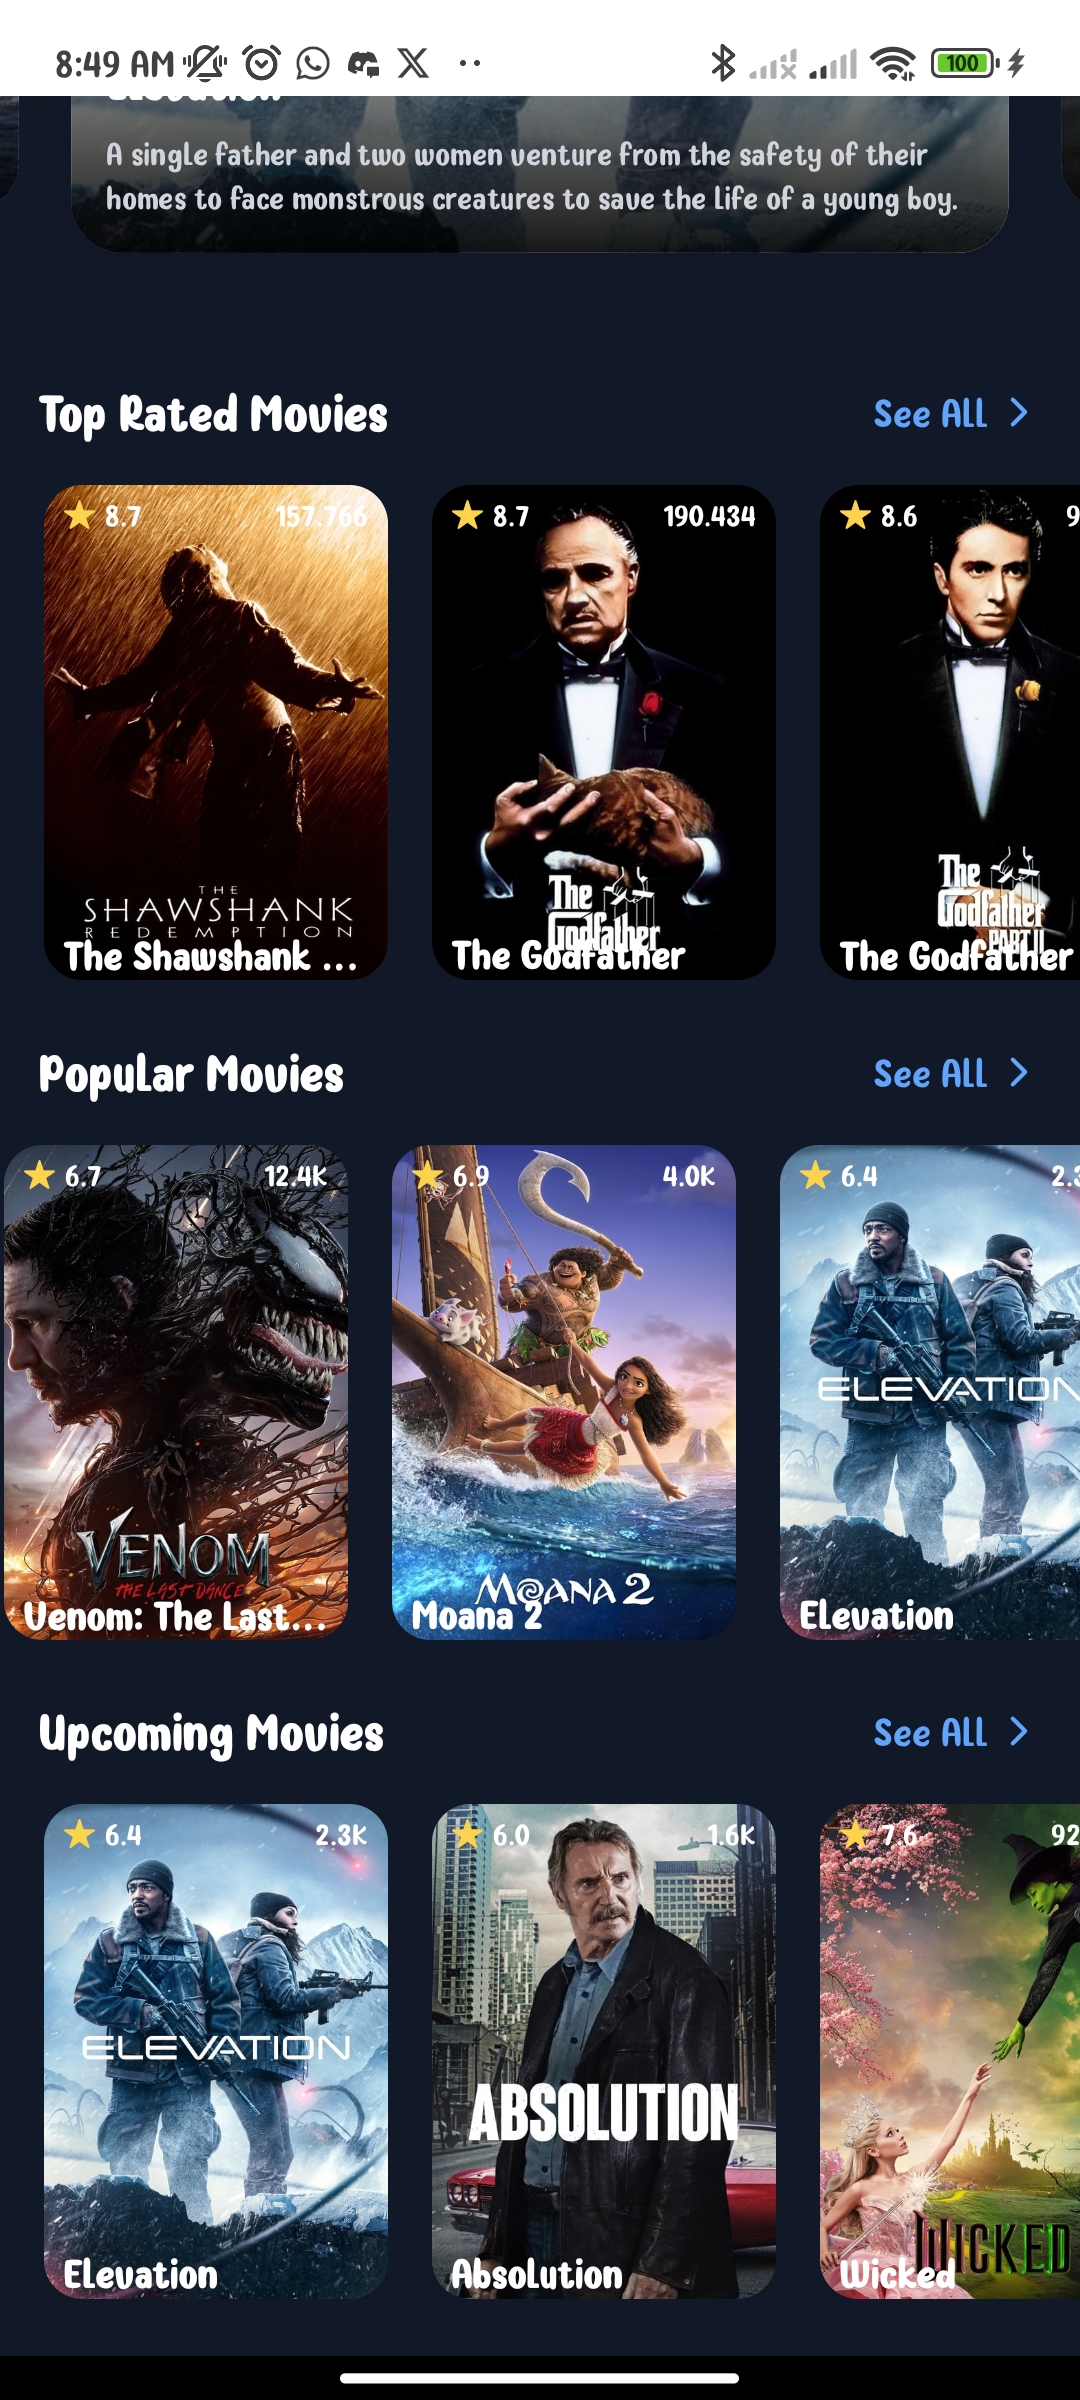 8:49 AM
100
Elevation
A single father and two women venture from the safety of their
homes to face monstrous creatures to save the life of a young boy.
Top Rated Movies
See All
8.7
157.766
8.7
190.434
8.6
9
THE
SHAWSHANK
REDEMPTION
The Shawshank ...
The
Godfather
The Godfather
The
Godfather
PART II
The Godfather
Popular Movies
See All
6.7
12.4K
6.9
4.0K
6.4
2.3
VENOM
THE LAST DANCE
Venom: The Last...
MOANA 2
Moana 2
ELEVATION
Elevation
Upcoming Movies
See All
6.4
2.3K
6.0
1.6K
7.6
92
ELEVATION
Elevation
ABSOLUTION
Absolution
WICKED
Wicked